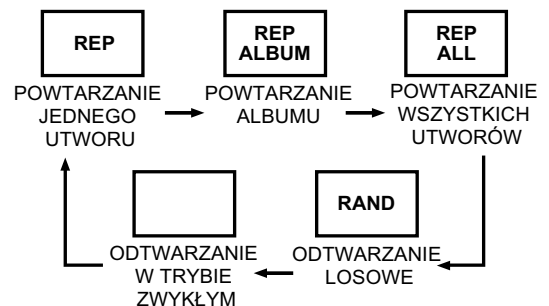 REP
POWTARZANIE
JEDNEGO
UTWORU
REP
ALBUM
POWTARZANIE
ALBUMU
REP
ALL
POWTARZANIE
WSZYSTKICH
UTWORÓW
RAND
ODTWARZANIE
LOSOWE
ODTWARZANIE
W TRYBIE
ZWYKŁYM